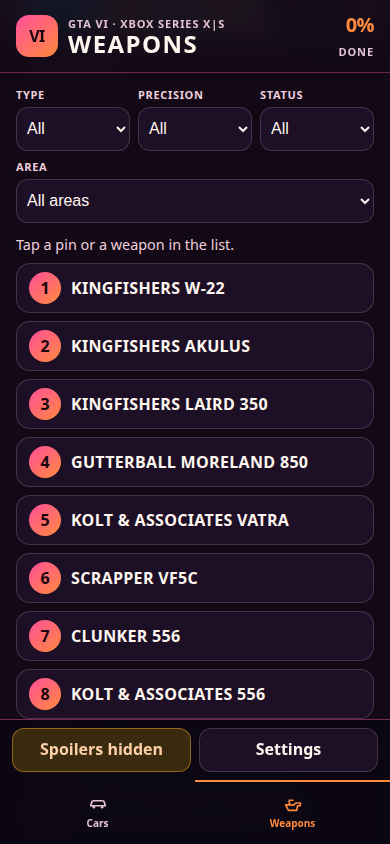 VI
GTA VI · XBOX SERIES X|S
WEAPONS
0%
DONE
TYPE
PRECISION
STATUS
All
All
All
AREA
All areas
Tap a pin or a weapon in the list.
1 KINGFISHERS W-22
2 KINGFISHERS AKULUS
3 KINGFISHERS LAIRD 350
4 GUTTERBALL MORELAND 850
5 KOLT & ASSOCIATES VATRA
6 SCRAPPER VF5C
7 CLUNKER 556
8 KOLT & ASSOCIATES 556
Spoilers hidden
Settings
Cars
Weapons